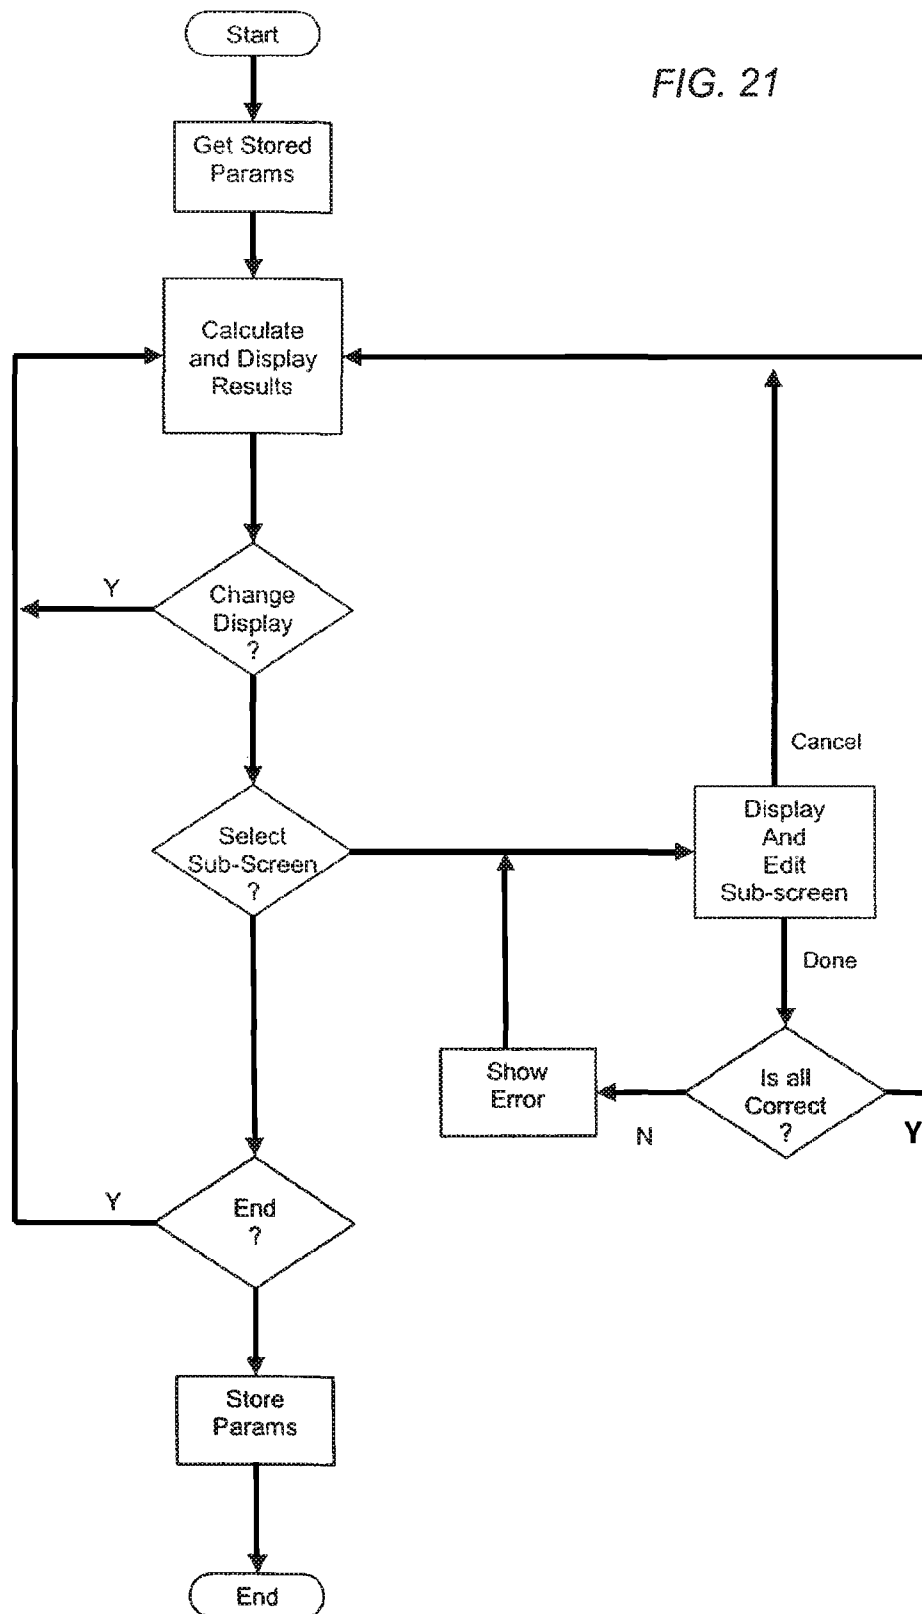 Start
FIG. 21
Get Stored
Params
Calculate
and Display
Results
Y
Change
Display
?
Cancel
Select
Sub-Screen
?
Display
And
Edit
Sub-screen
Done
Show
Error
N
Is all
Correct
?
Y
Y
End
?
Store
Params
End